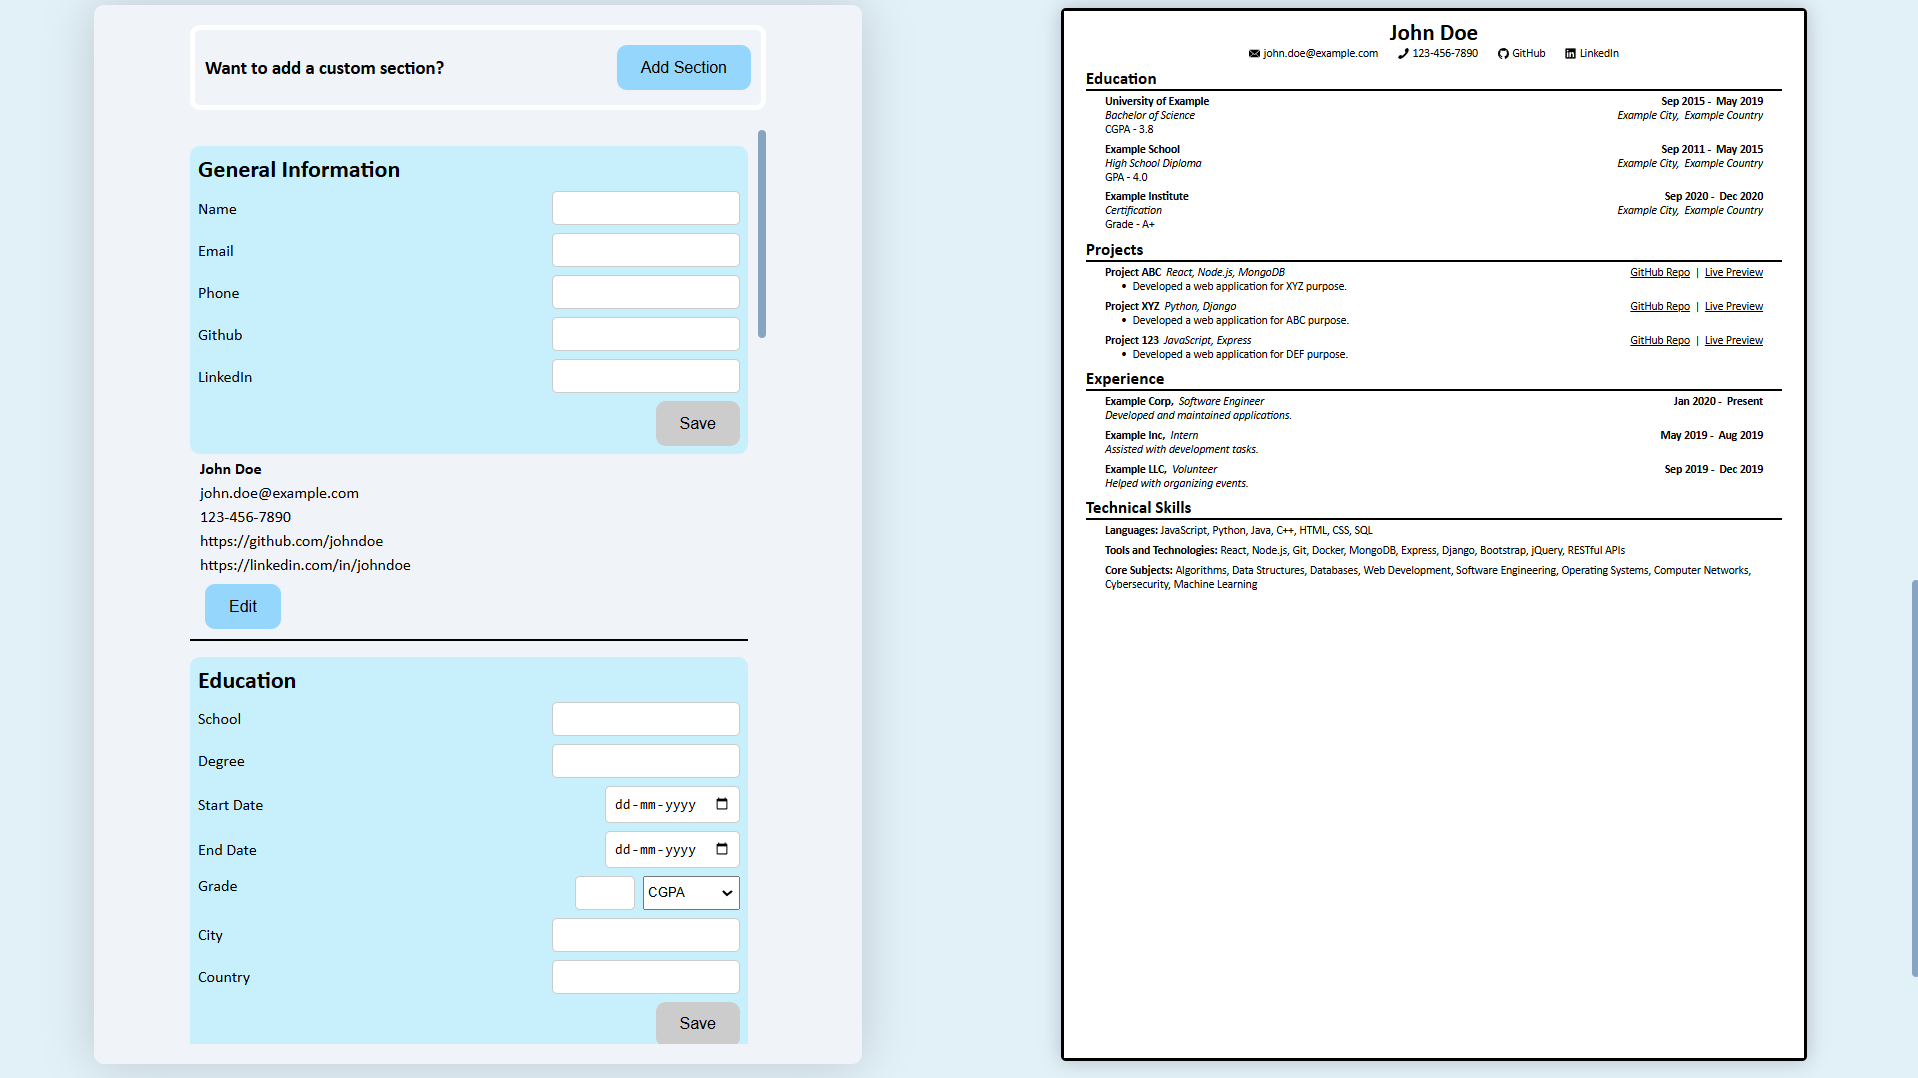 Want to add a custom section?
Add Section
General Information
Name
Email
Phone
Github
LinkedIn
Save
John Doe
john.doe@example.com
123-456-7890
https://github.com/johndoe
https://linkedin.com/in/johndoe
Edit
Education
School
Degree
Start Date dd-mm-yyyy
End Date dd-mm-yyyy
Grade CGPA
City
Country
Save
John Doe
john.doe@example.com 123-456-7890 GitHub LinkedIn
Education
University of Example Sep 2015 - May 2019
Bachelor of Science Example City, Example Country
CGPA - 3.8
Example School Sep 2011 - May 2015
High School Diploma Example City, Example Country
GPA - 4.0
Example Institute Sep 2020 - Dec 2020
Certification Example City, Example Country
Grade - A+
Projects
Project ABC React, Node.js, MongoDB GitHub Repo | Live Preview
• Developed a web application for XYZ purpose.
Project XYZ Python, Django GitHub Repo | Live Preview
• Developed a web application for ABC purpose.
Project 123 JavaScript, Express GitHub Repo | Live Preview
• Developed a web application for DEF purpose.
Experience
Example Corp, Software Engineer Jan 2020 - Present
Developed and maintained applications.
Example Inc, Intern May 2019 - Aug 2019
Assisted with development tasks.
Example LLC, Volunteer Sep 2019 - Dec 2019
Helped with organizing events.
Technical Skills
Languages: JavaScript, Python, Java, C++, HTML, CSS, SQL
Tools and Technologies: React, Node.js, Git, Docker, MongoDB, Express, Django, Bootstrap, jQuery, RESTful APIs
Core Subjects: Algorithms, Data Structures, Databases, Web Development, Software Engineering, Operating Systems, Computer Networks,
Cybersecurity, Machine Learning